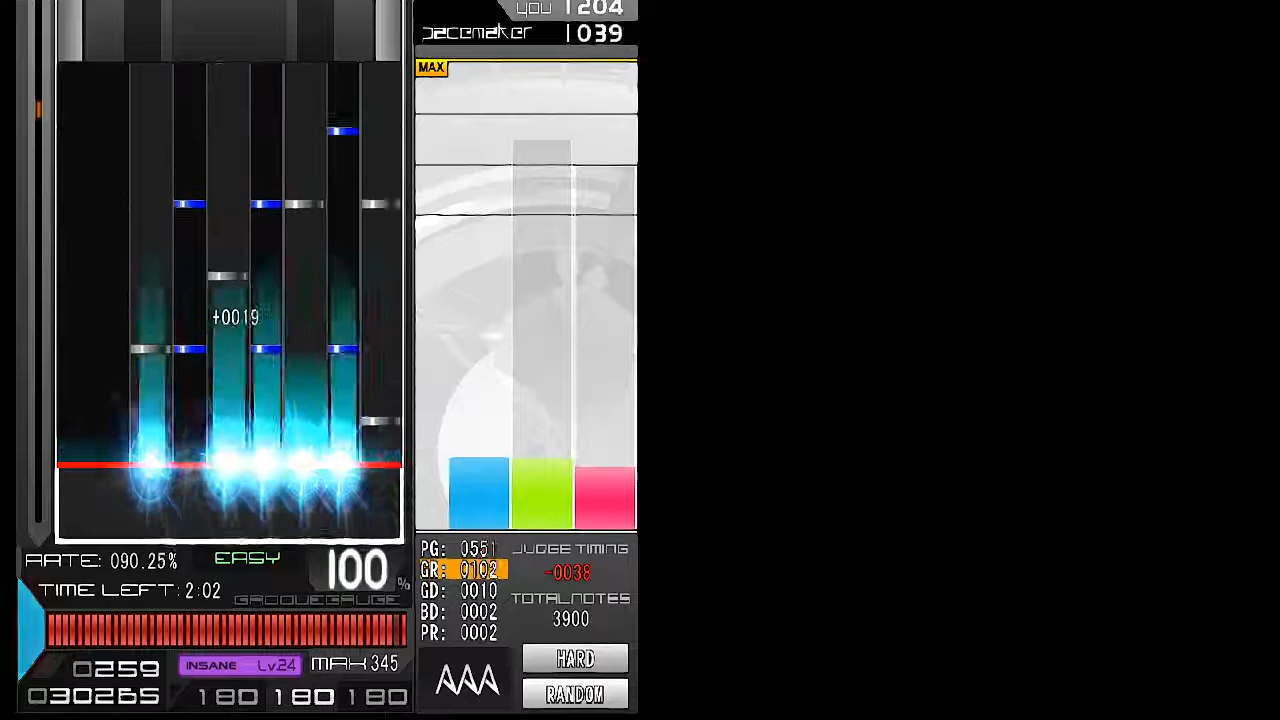 you 1204
pacemaker 1039
MAX
+0019
RATE: 090.25% EASY 100 %
TIME LEFT: 2:02
GROOVEGAUGE
0259 INSANE Lv24 MAX 345
030265 180 180 180
PG: 0551 JUDGE TIMING
GR: 0102 -0038
GD: 0010 TOTALNOTES
BD: 0002 3900
PR: 0002
AAA
HARD
RANDOM